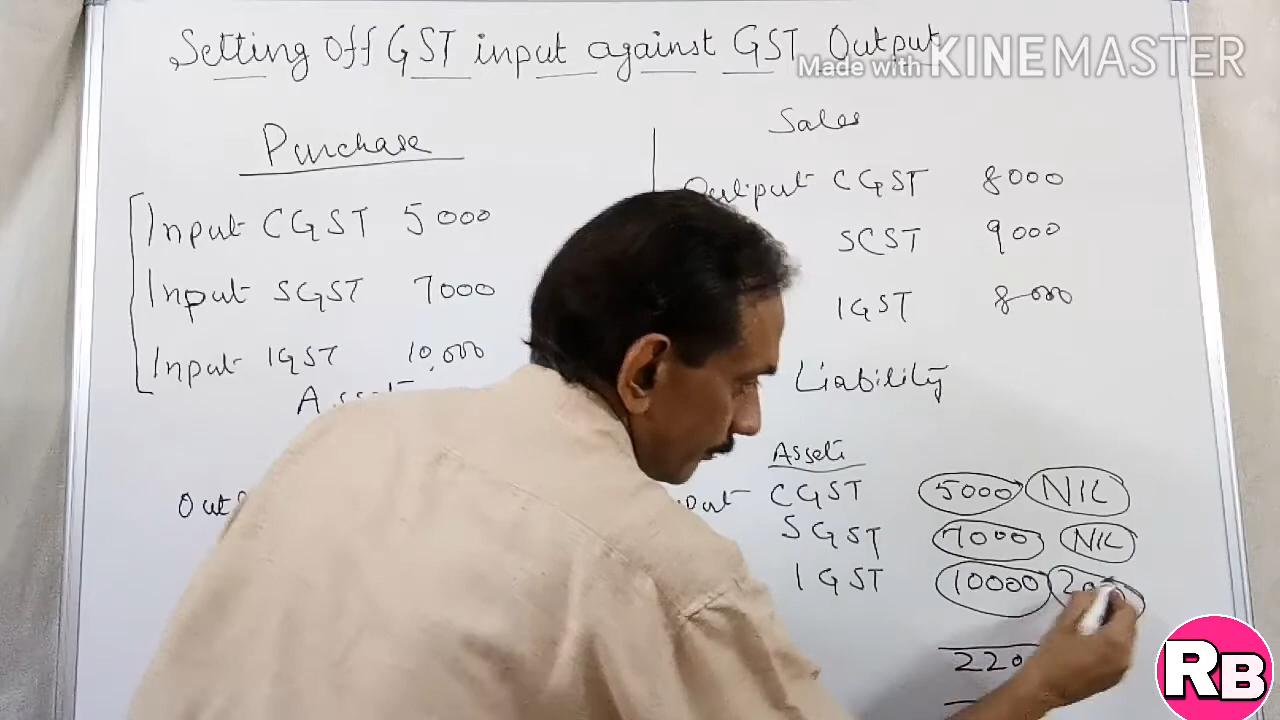 Setting Off GST input against GST Output
Made with KINEMASTER
Purchase
Input CGST 5000
Input SGST 7000
Input IGST 10,000
Sales
Output CGST 8000
SCST 9000
IGST 8000
Liability
Assets
CGST 5000 NIL
SGST 7000 NIL
IGST 10000
RB